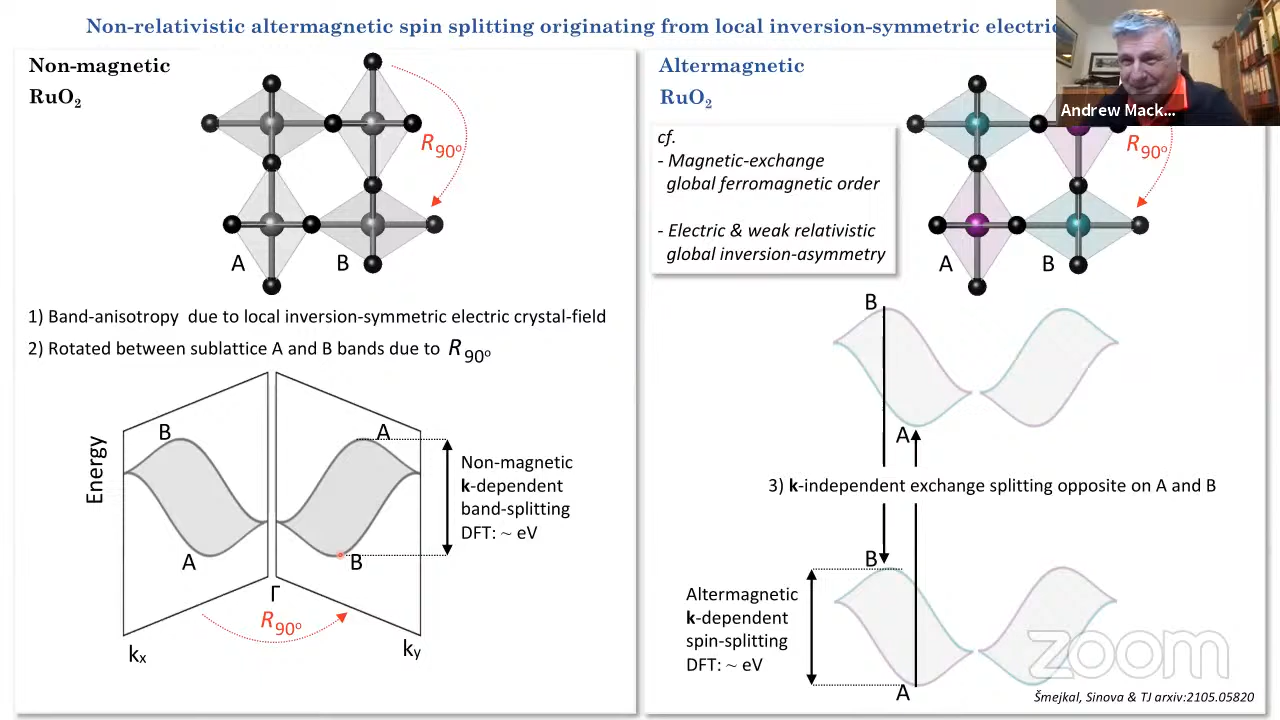 Non-relativistic altermagnetic spin splitting originating from local inversion-symmetric electric
Non-magnetic
RuO₂
R90º
A
B
1) Band-anisotropy due to local inversion-symmetric electric crystal-field
2) Rotated between sublattice A and B bands due to R90º
Energy
B
A
A
B
Non-magnetic
k-dependent
band-splitting
DFT: ~ eV
Γ
R90º
kx
ky
Altermagnetic
RuO₂
Andrew Mack...
cf.
- Magnetic-exchange
global ferromagnetic order
- Electric & weak relativistic
global inversion-asymmetry
R90º
A
B
B
A
3) k-independent exchange splitting opposite on A and B
B
Altermagnetic
k-dependent
spin-splitting
DFT: ~ eV
A
zoom
Šmejkal, Sinova & TJ arxiv:2105.05820